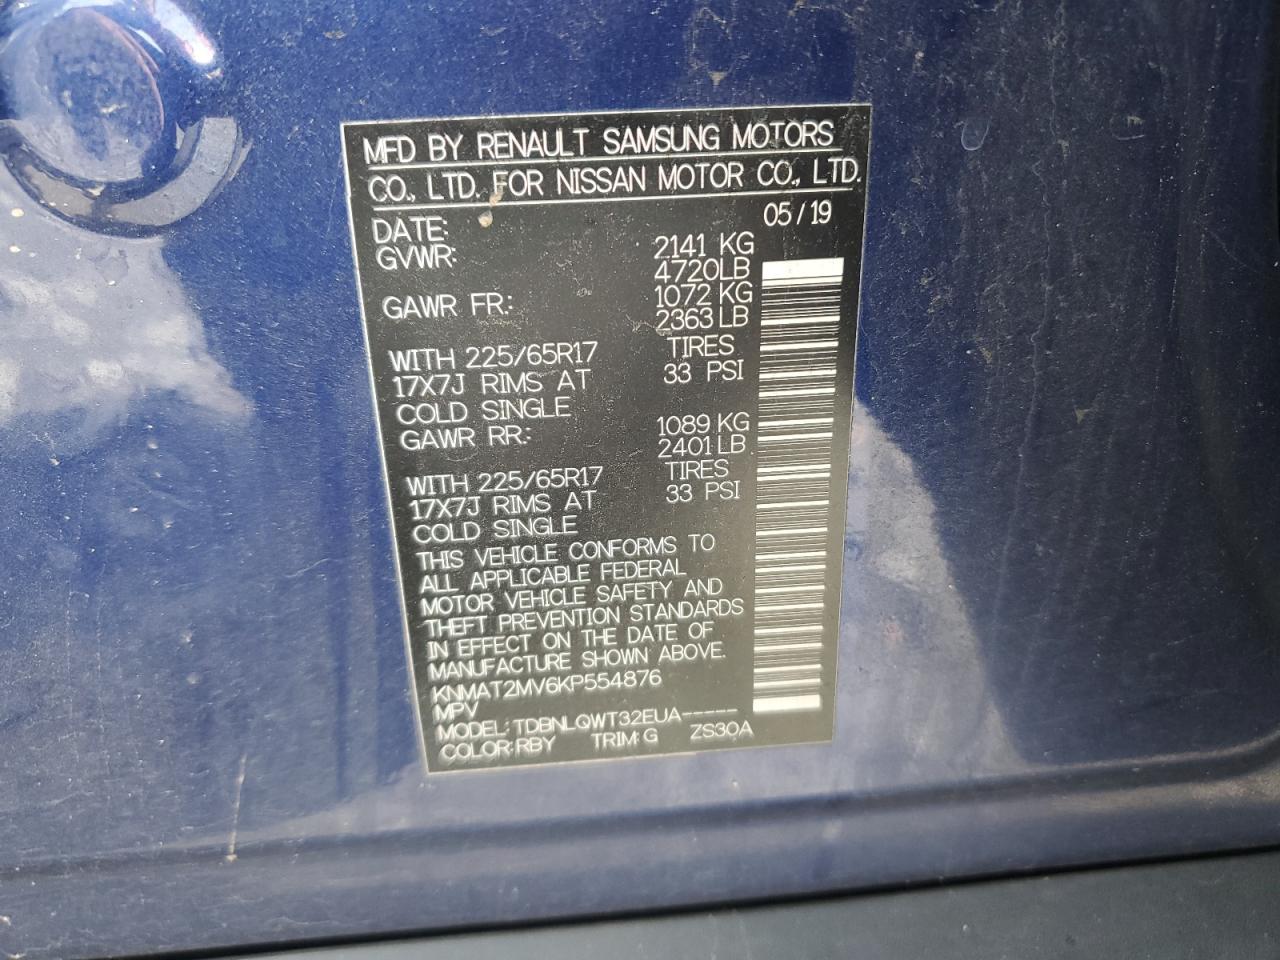 MFD BY RENAULT SAMSUNG MOTORS
CO., LTD. FOR NISSAN MOTOR CO., LTD.
DATE: 05/19
GVWR: 2141 KG
4720LB
GAWR FR: 1072 KG
2363 LB
WITH 225/65R17 TIRES
17X7J RIMS AT 33 PSI
COLD SINGLE
GAWR RR: 1089 KG
2401 LB
WITH 225/65R17 TIRES
17X7J RIMS AT 33 PSI
COLD SINGLE
THIS VEHICLE CONFORMS TO
ALL APPLICABLE FEDERAL
MOTOR VEHICLE SAFETY AND
THEFT PREVENTION STANDARDS
IN EFFECT ON THE DATE OF
MANUFACTURE SHOWN ABOVE.
KNMAT2MV6KP554876
MPV
MODEL: TDBNLQWT32EUA-----
COLOR:RBY TRIM:G ZS30A